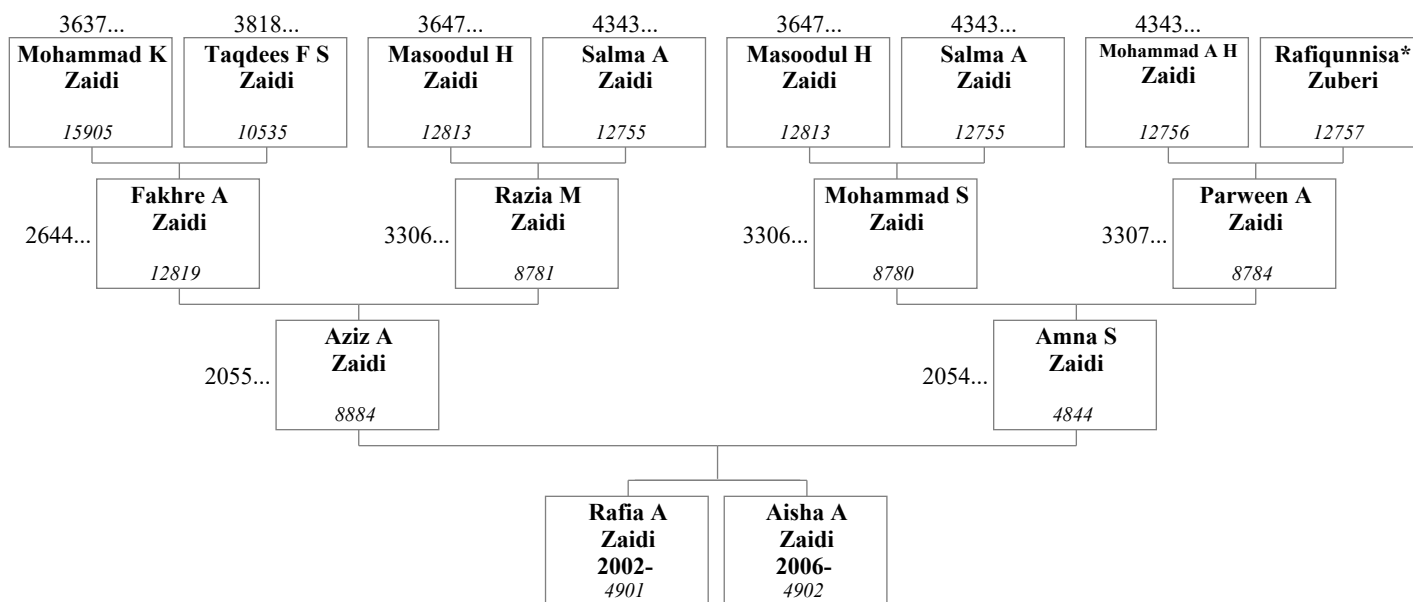 3637...
3818...
3647...
4343...
3647...
4343...
4343...
Mohammad K
Zaidi
15905
Taqdees F S
Zaidi
10535
Masoodul H
Zaidi
12813
Salma A
Zaidi
12755
Masoodul H
Zaidi
12813
Salma A
Zaidi
12755
Mohammad A H
Zaidi
12756
Rafiqunnisa*
Zuberi
12757
2644...
Fakhre A
Zaidi
12819
3306...
Razia M
Zaidi
8781
3306...
Mohammad S
Zaidi
8780
3307...
Parween A
Zaidi
8784
2055...
Aziz A
Zaidi
8884
2054...
Amna S
Zaidi
4844
Rafia A
Zaidi
2002-
4901
Aisha A
Zaidi
2006-
4902